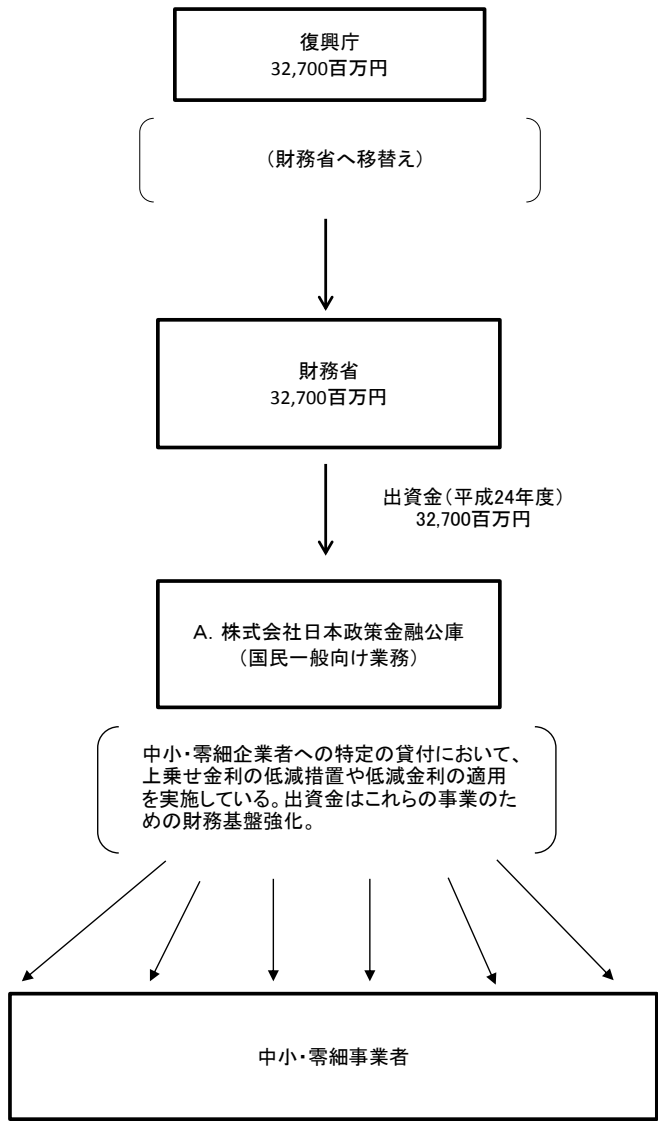 復興庁
32,700百万円
（財務省へ移替え）
財務省
32,700百万円
出資金（平成24年度）
32,700百万円
A．株式会社日本政策金融公庫
（国民一般向け業務）
中小・零細企業者への特定の貸付において、
上乗せ金利の低減措置や低減金利の適用
を実施している。出資金はこれらの事業のた
めの財務基盤強化。
中小・零細事業者